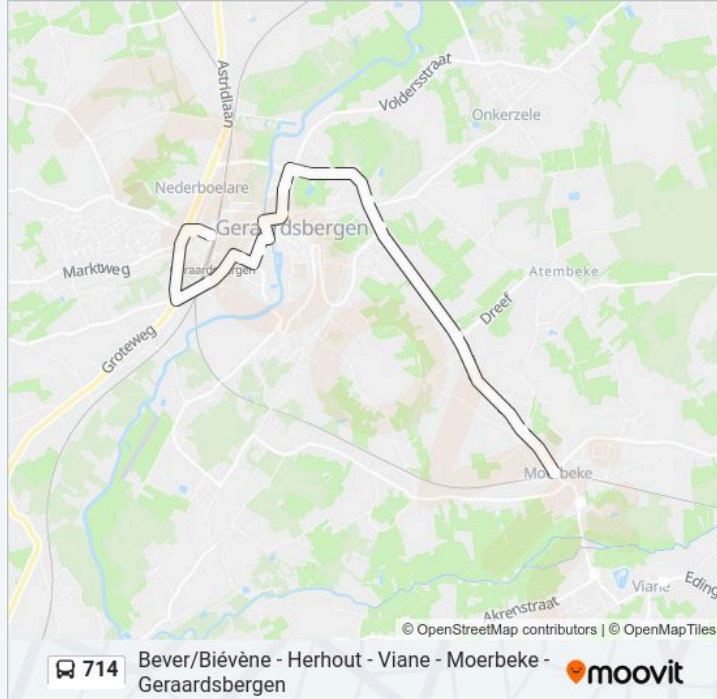 Astridlaan
Voldersstraat
Onkerzele
Nederboelare
Geraardsbergen
Marktweg
Geraardsbergen
Atembeke
Dreef
Groteweg
Moerbeke
Viane
Eding
Akrenstraat
© OpenStreetMap contributors | © OpenMapTiles
714
Bever/Biévène - Herhout - Viane - Moerbeke -
Geraardsbergen
moovit